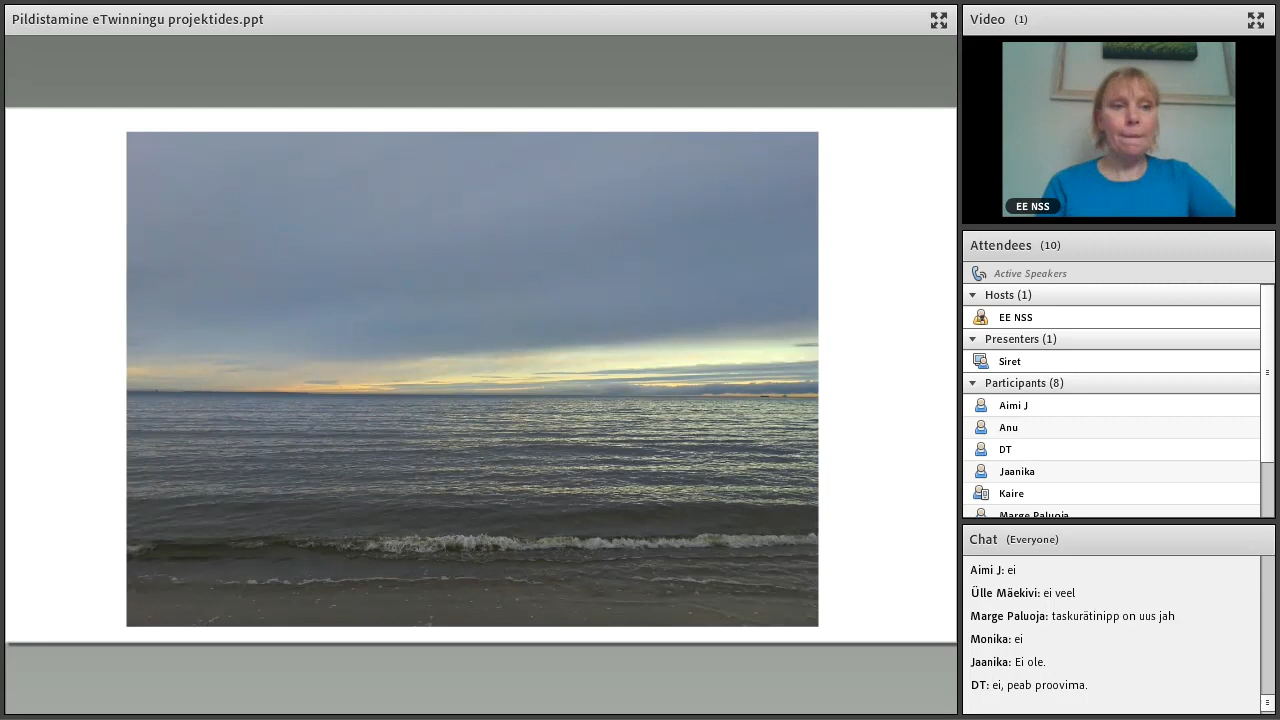 Pildistamine eTwinningu projektides.ppt
Video (1)
EE NSS
Attendees (10)
Active Speakers
Hosts (1)
EE NSS
Presenters (1)
Siret
Participants (8)
Aimi J
Anu
DT
Jaanika
Kaire
Marge Paluoja
Chat (Everyone)
Aimi J: ei
Ülle Mäekivi: ei veel
Marge Paluoja: taskurätinipp on uus jah
Monika: ei
Jaanika: Ei ole.
DT: ei, peab proovima.